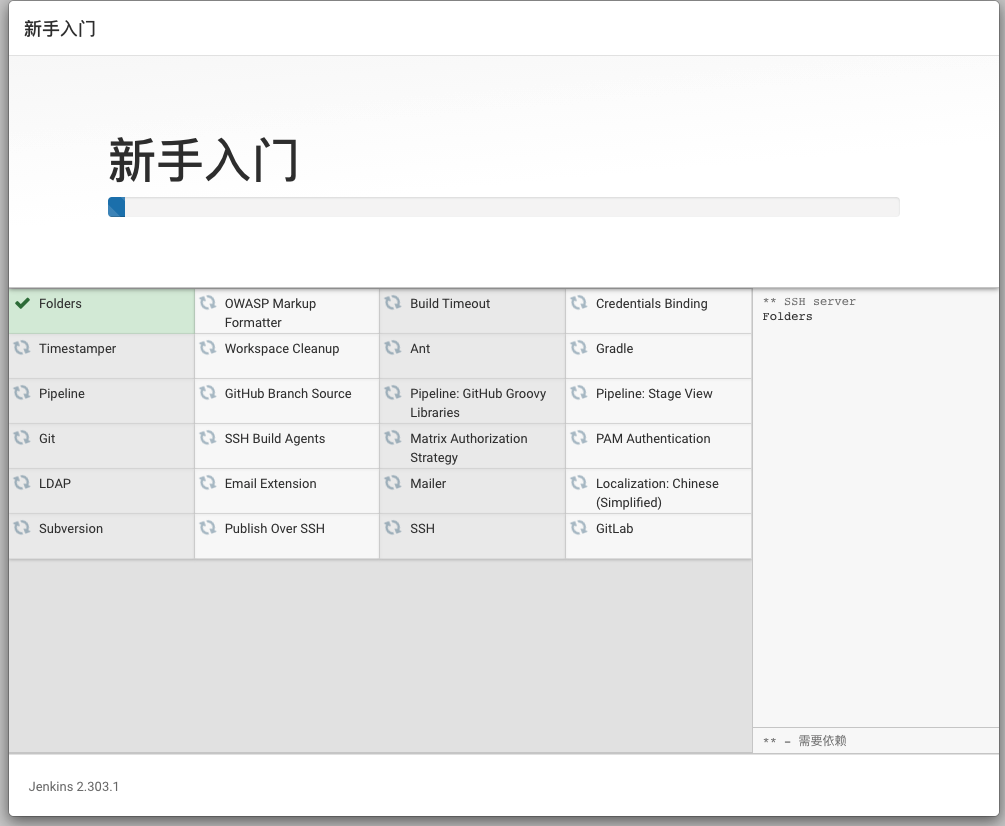 新手入门
新手入门
Folders
OWASP Markup
Formatter
Build Timeout
Credentials Binding
Timestamper
Workspace Cleanup
Ant
Gradle
Pipeline
GitHub Branch Source
Pipeline: GitHub Groovy
Libraries
Pipeline: Stage View
Git
SSH Build Agents
Matrix Authorization
Strategy
PAM Authentication
LDAP
Email Extension
Mailer
Localization: Chinese
(Simplified)
Subversion
Publish Over SSH
SSH
GitLab
** SSH server
Folders
** - 需要依赖
Jenkins 2.303.1